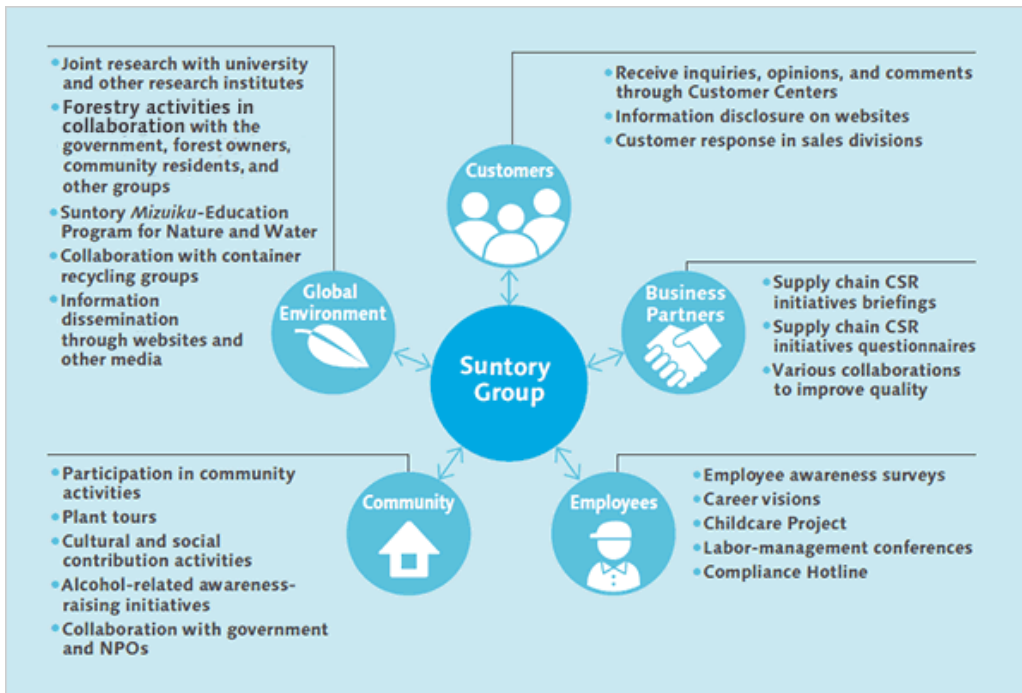 Joint research with university
and other research institutes
Forestry activities in
collaboration with the
government, forest owners,
community residents, and
other groups
Suntory Mizuiku-Education
Program for Nature and Water
Collaboration with container
recycling groups
Information
dissemination
through websites and
other media
Global
Environment
Customers
Receive inquiries, opinions, and comments
through Customer Centers
Information disclosure on websites
Customer response in sales divisions
Business
Partners
Supply chain CSR
initiatives briefings
Supply chain CSR
initiatives questionnaires
Various collaborations
to improve quality
Suntory
Group
Participation in community
activities
Plant tours
Cultural and social
contribution activities
Alcohol-related awareness-
raising initiatives
Collaboration with government
and NPOs
Community
Employees
Employee awareness surveys
Career visions
Childcare Project
Labor-management conferences
Compliance Hotline